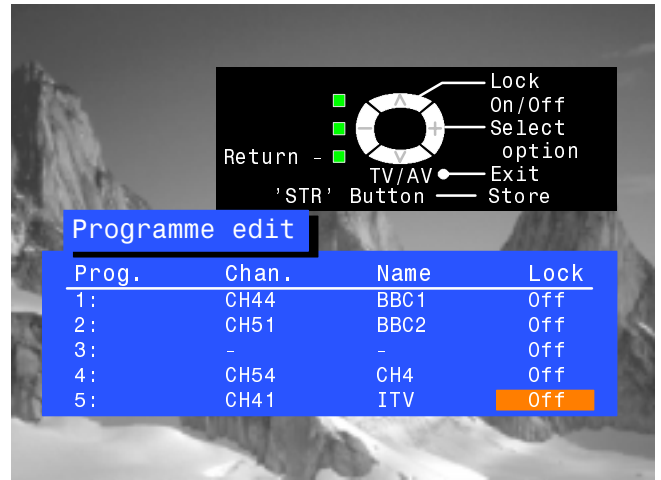 Lock
On/Off
Select
option
Return -
TV/AV Exit
'STR' Button Store
Programme edit
Prog. Chan. Name Lock
1: CH44 BBC1 Off
2: CH51 BBC2 Off
3: - - Off
4: CH54 CH4 Off
5: CH41 ITV Off